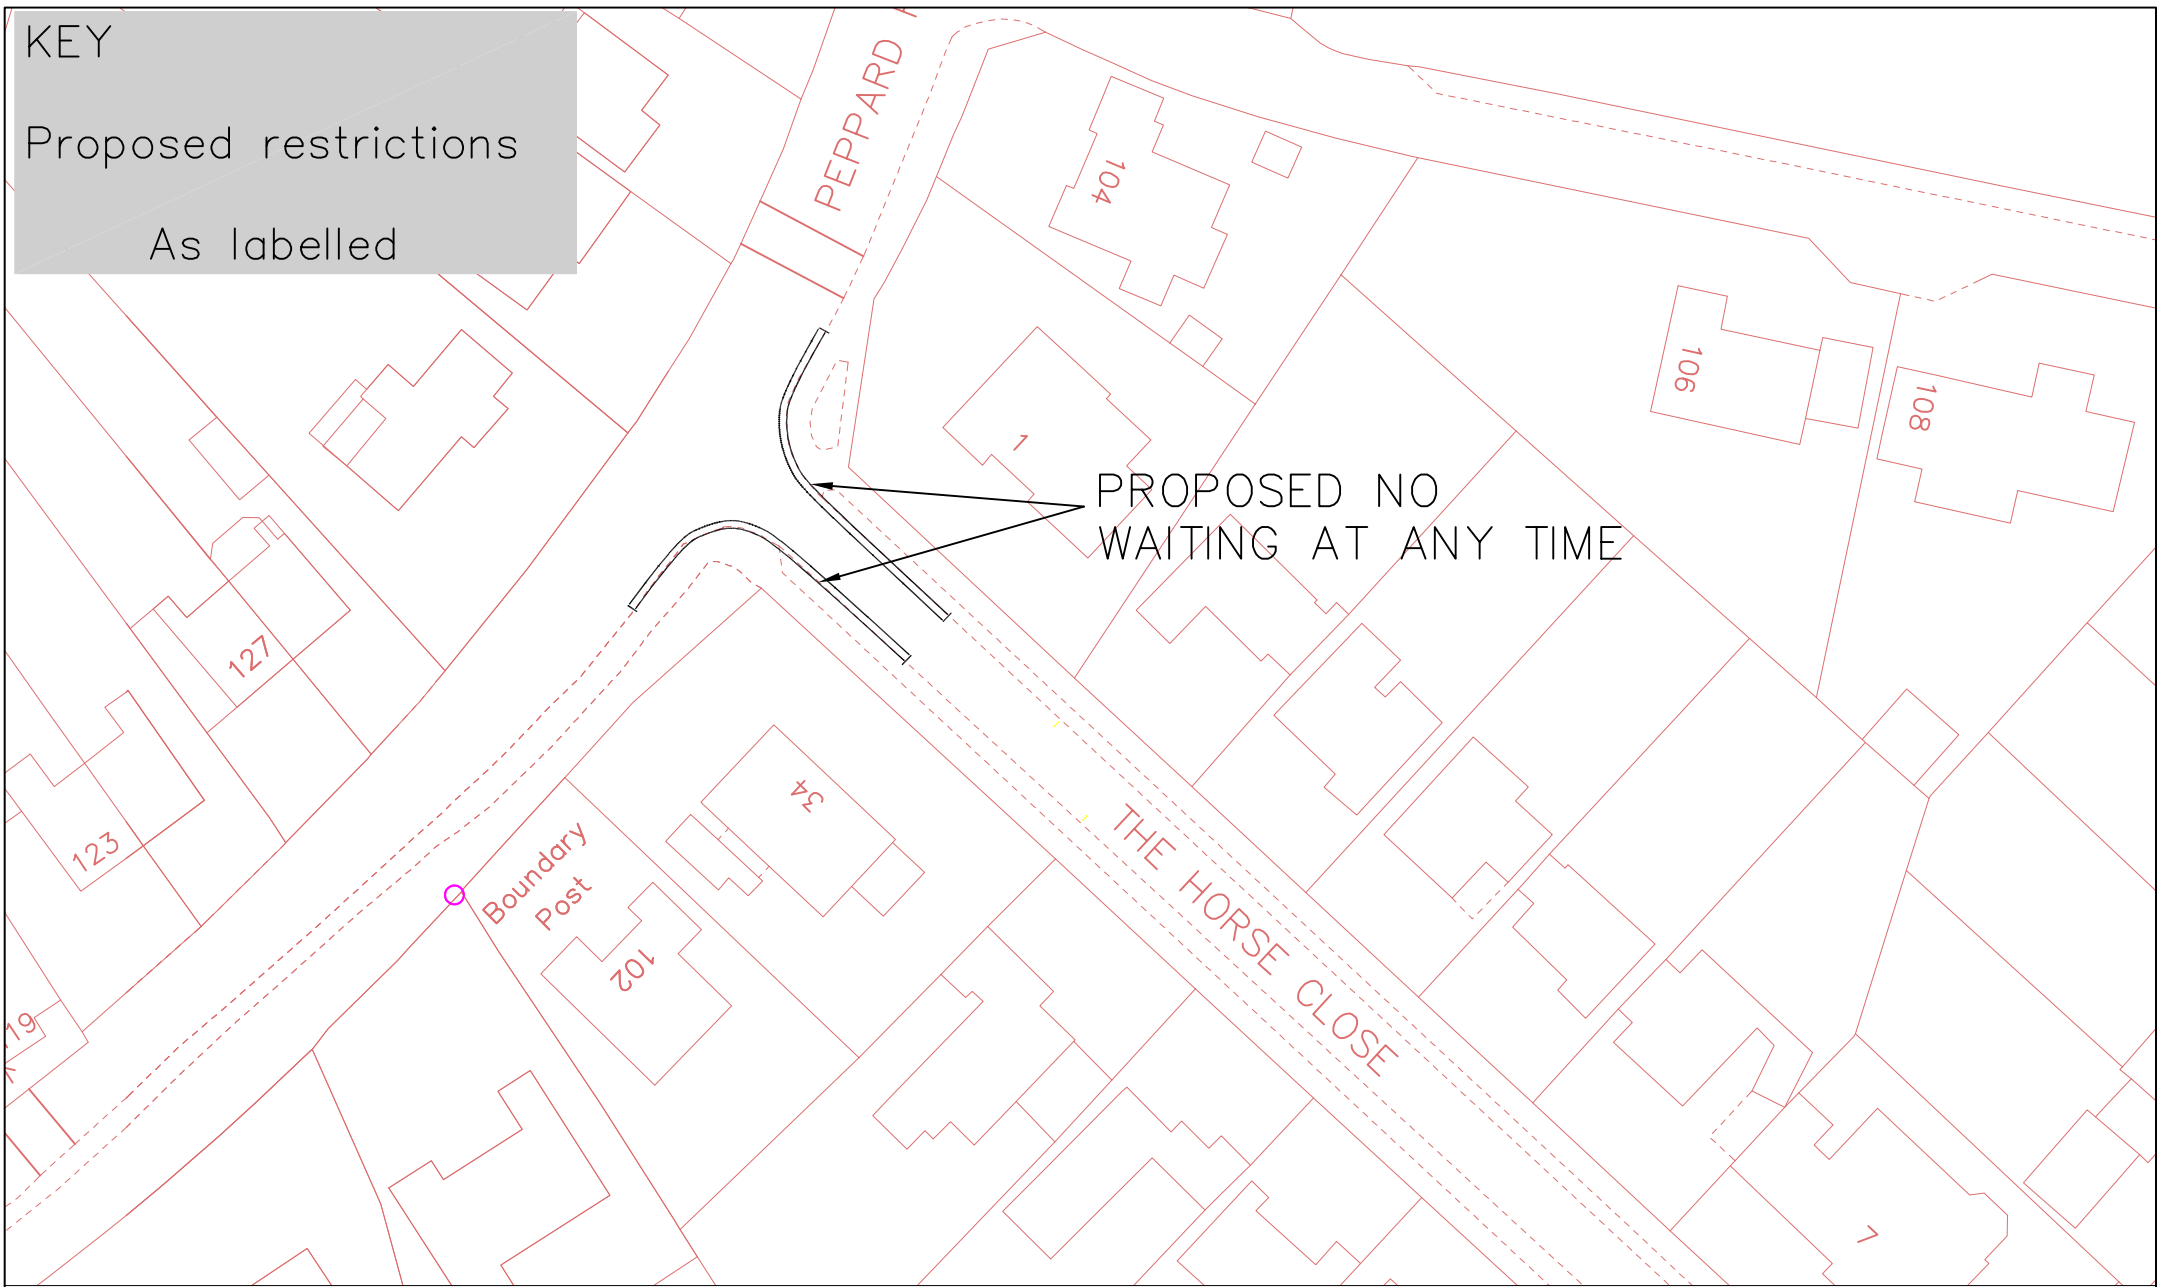 KEY
Proposed restrictions
As labelled
PEPPARD
104
106
108
1
PROPOSED NO
WAITING AT ANY TIME
127
123
119
34
Boundary
Post
102
THE HORSE CLOSE
7